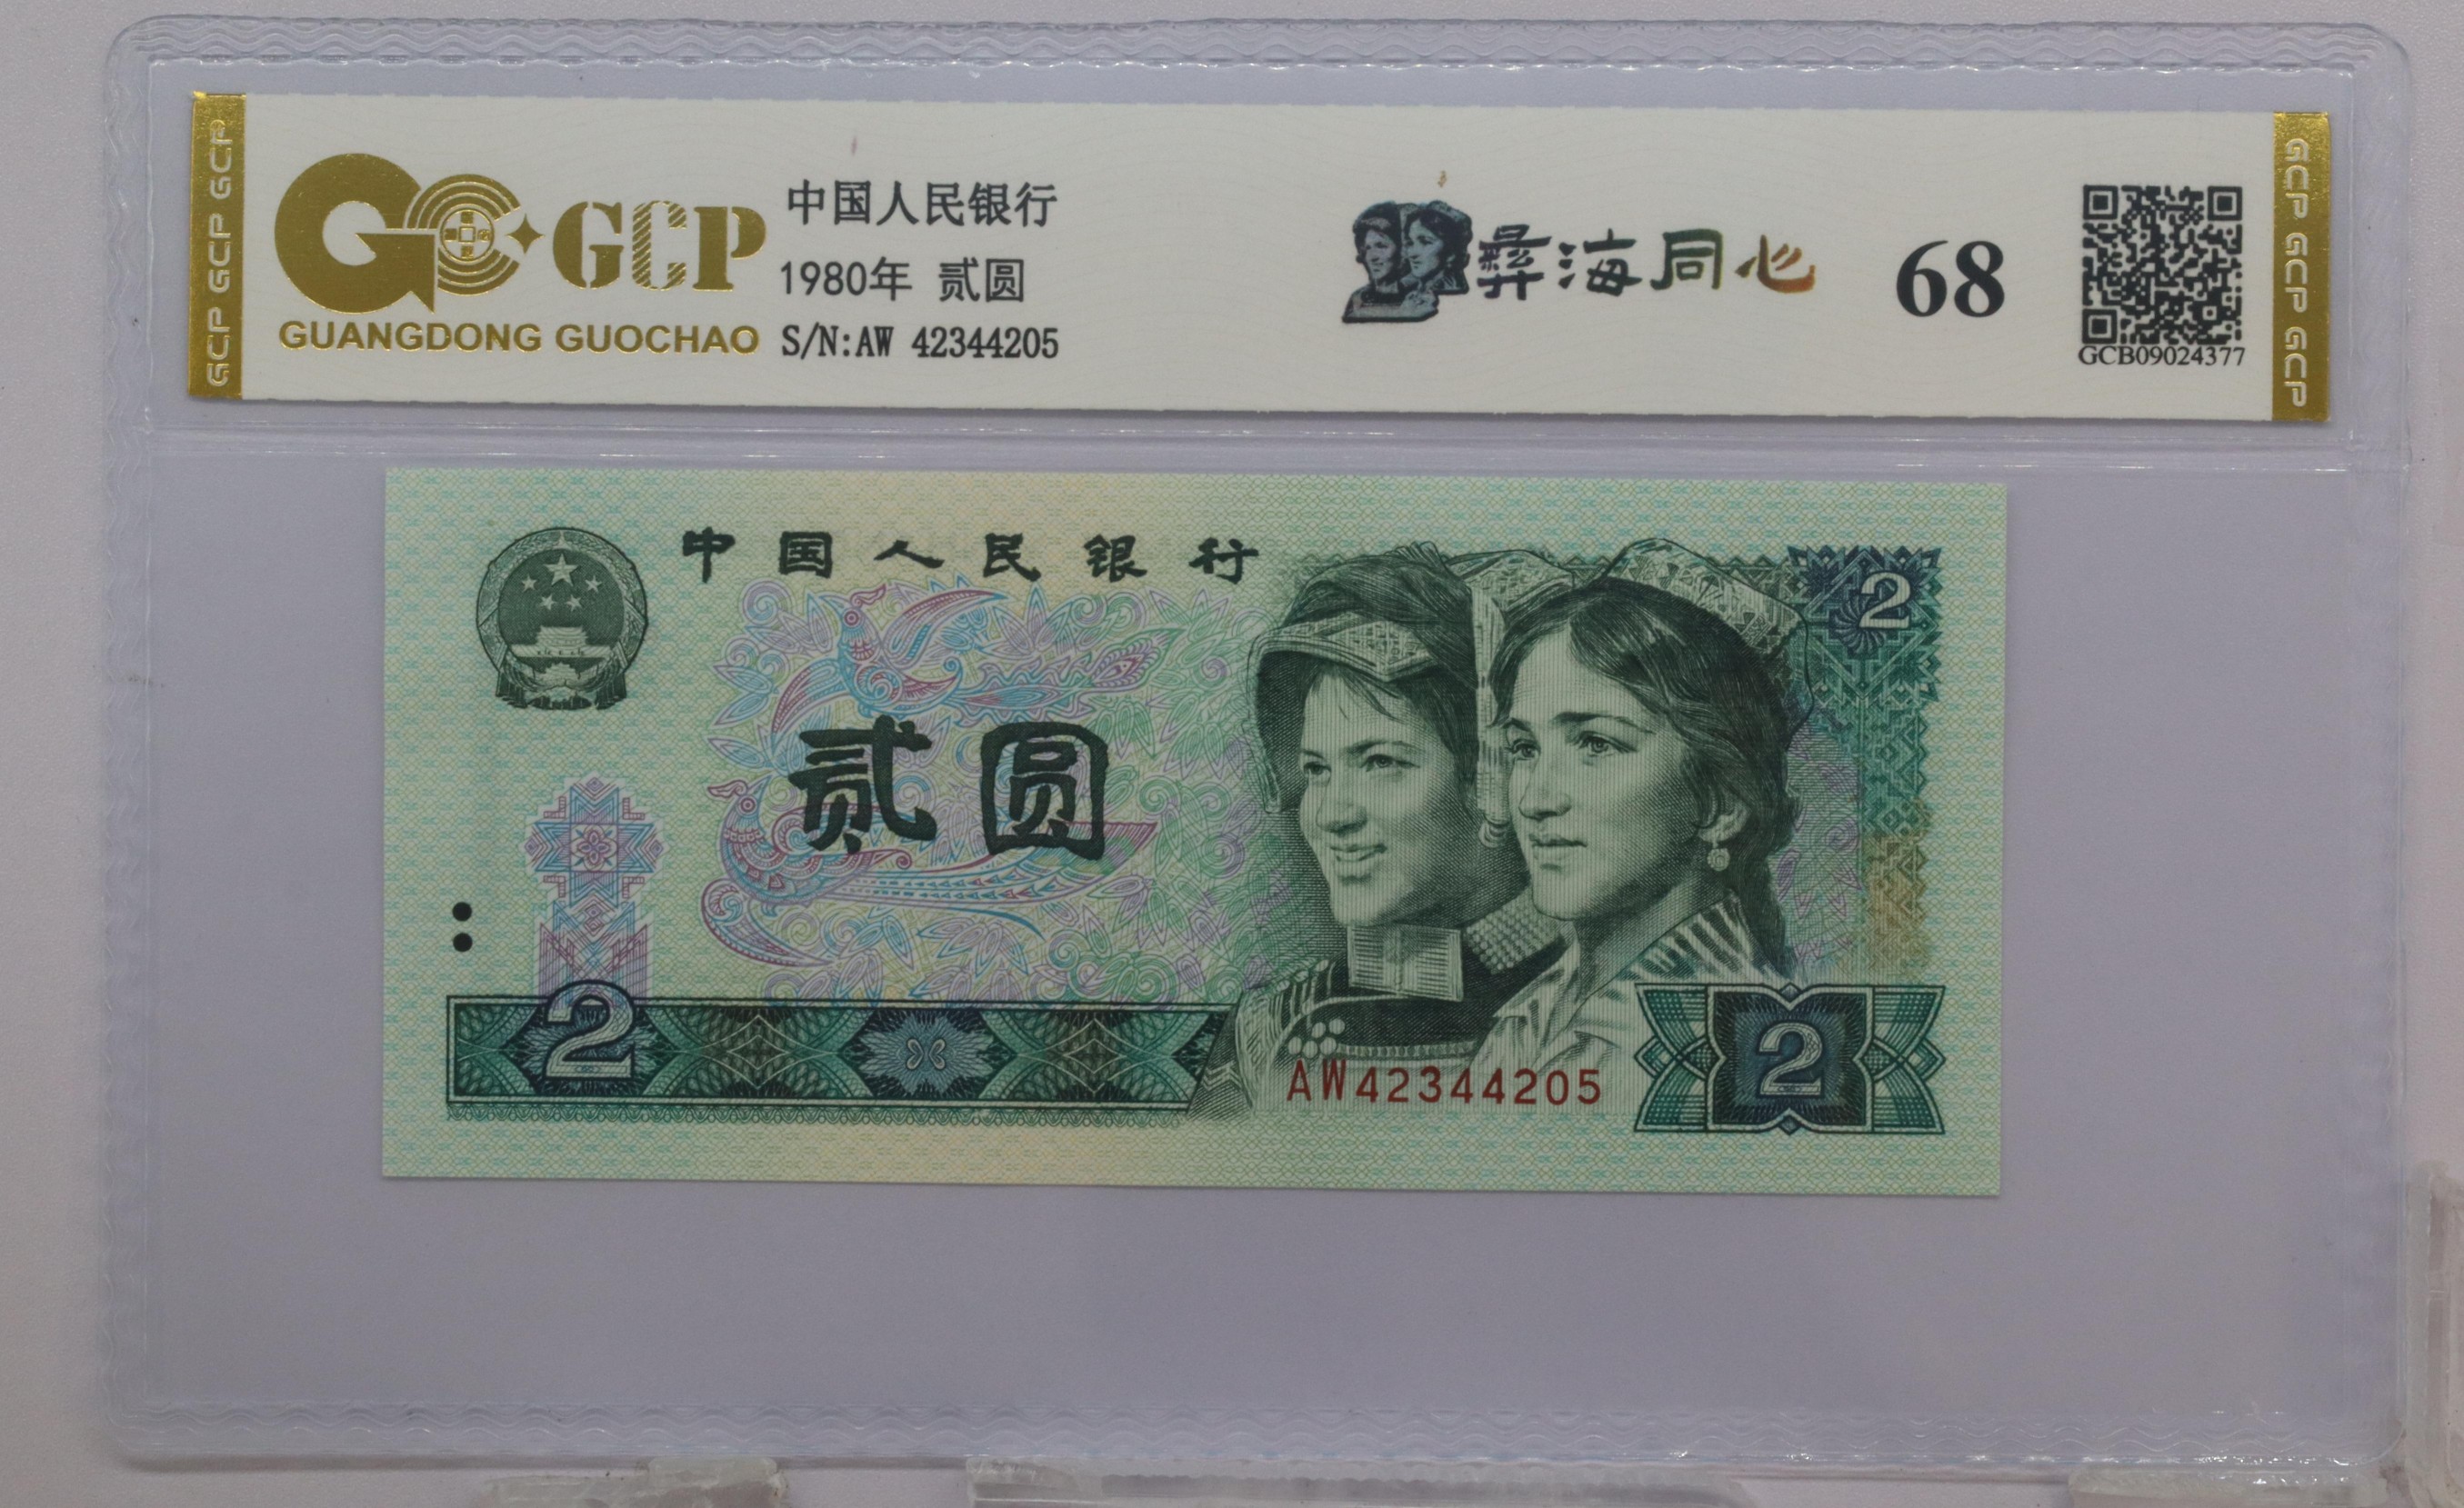 GCP GCP GCP
GCP
GUANGDONG GUOCHAO
中国人民银行
1980年 贰圆
S/N:AW 42344205
彝海同心
68
GCB09024377
GCP GCP GCP
中国人民银行
2
贰圆
2
AW42344205
2